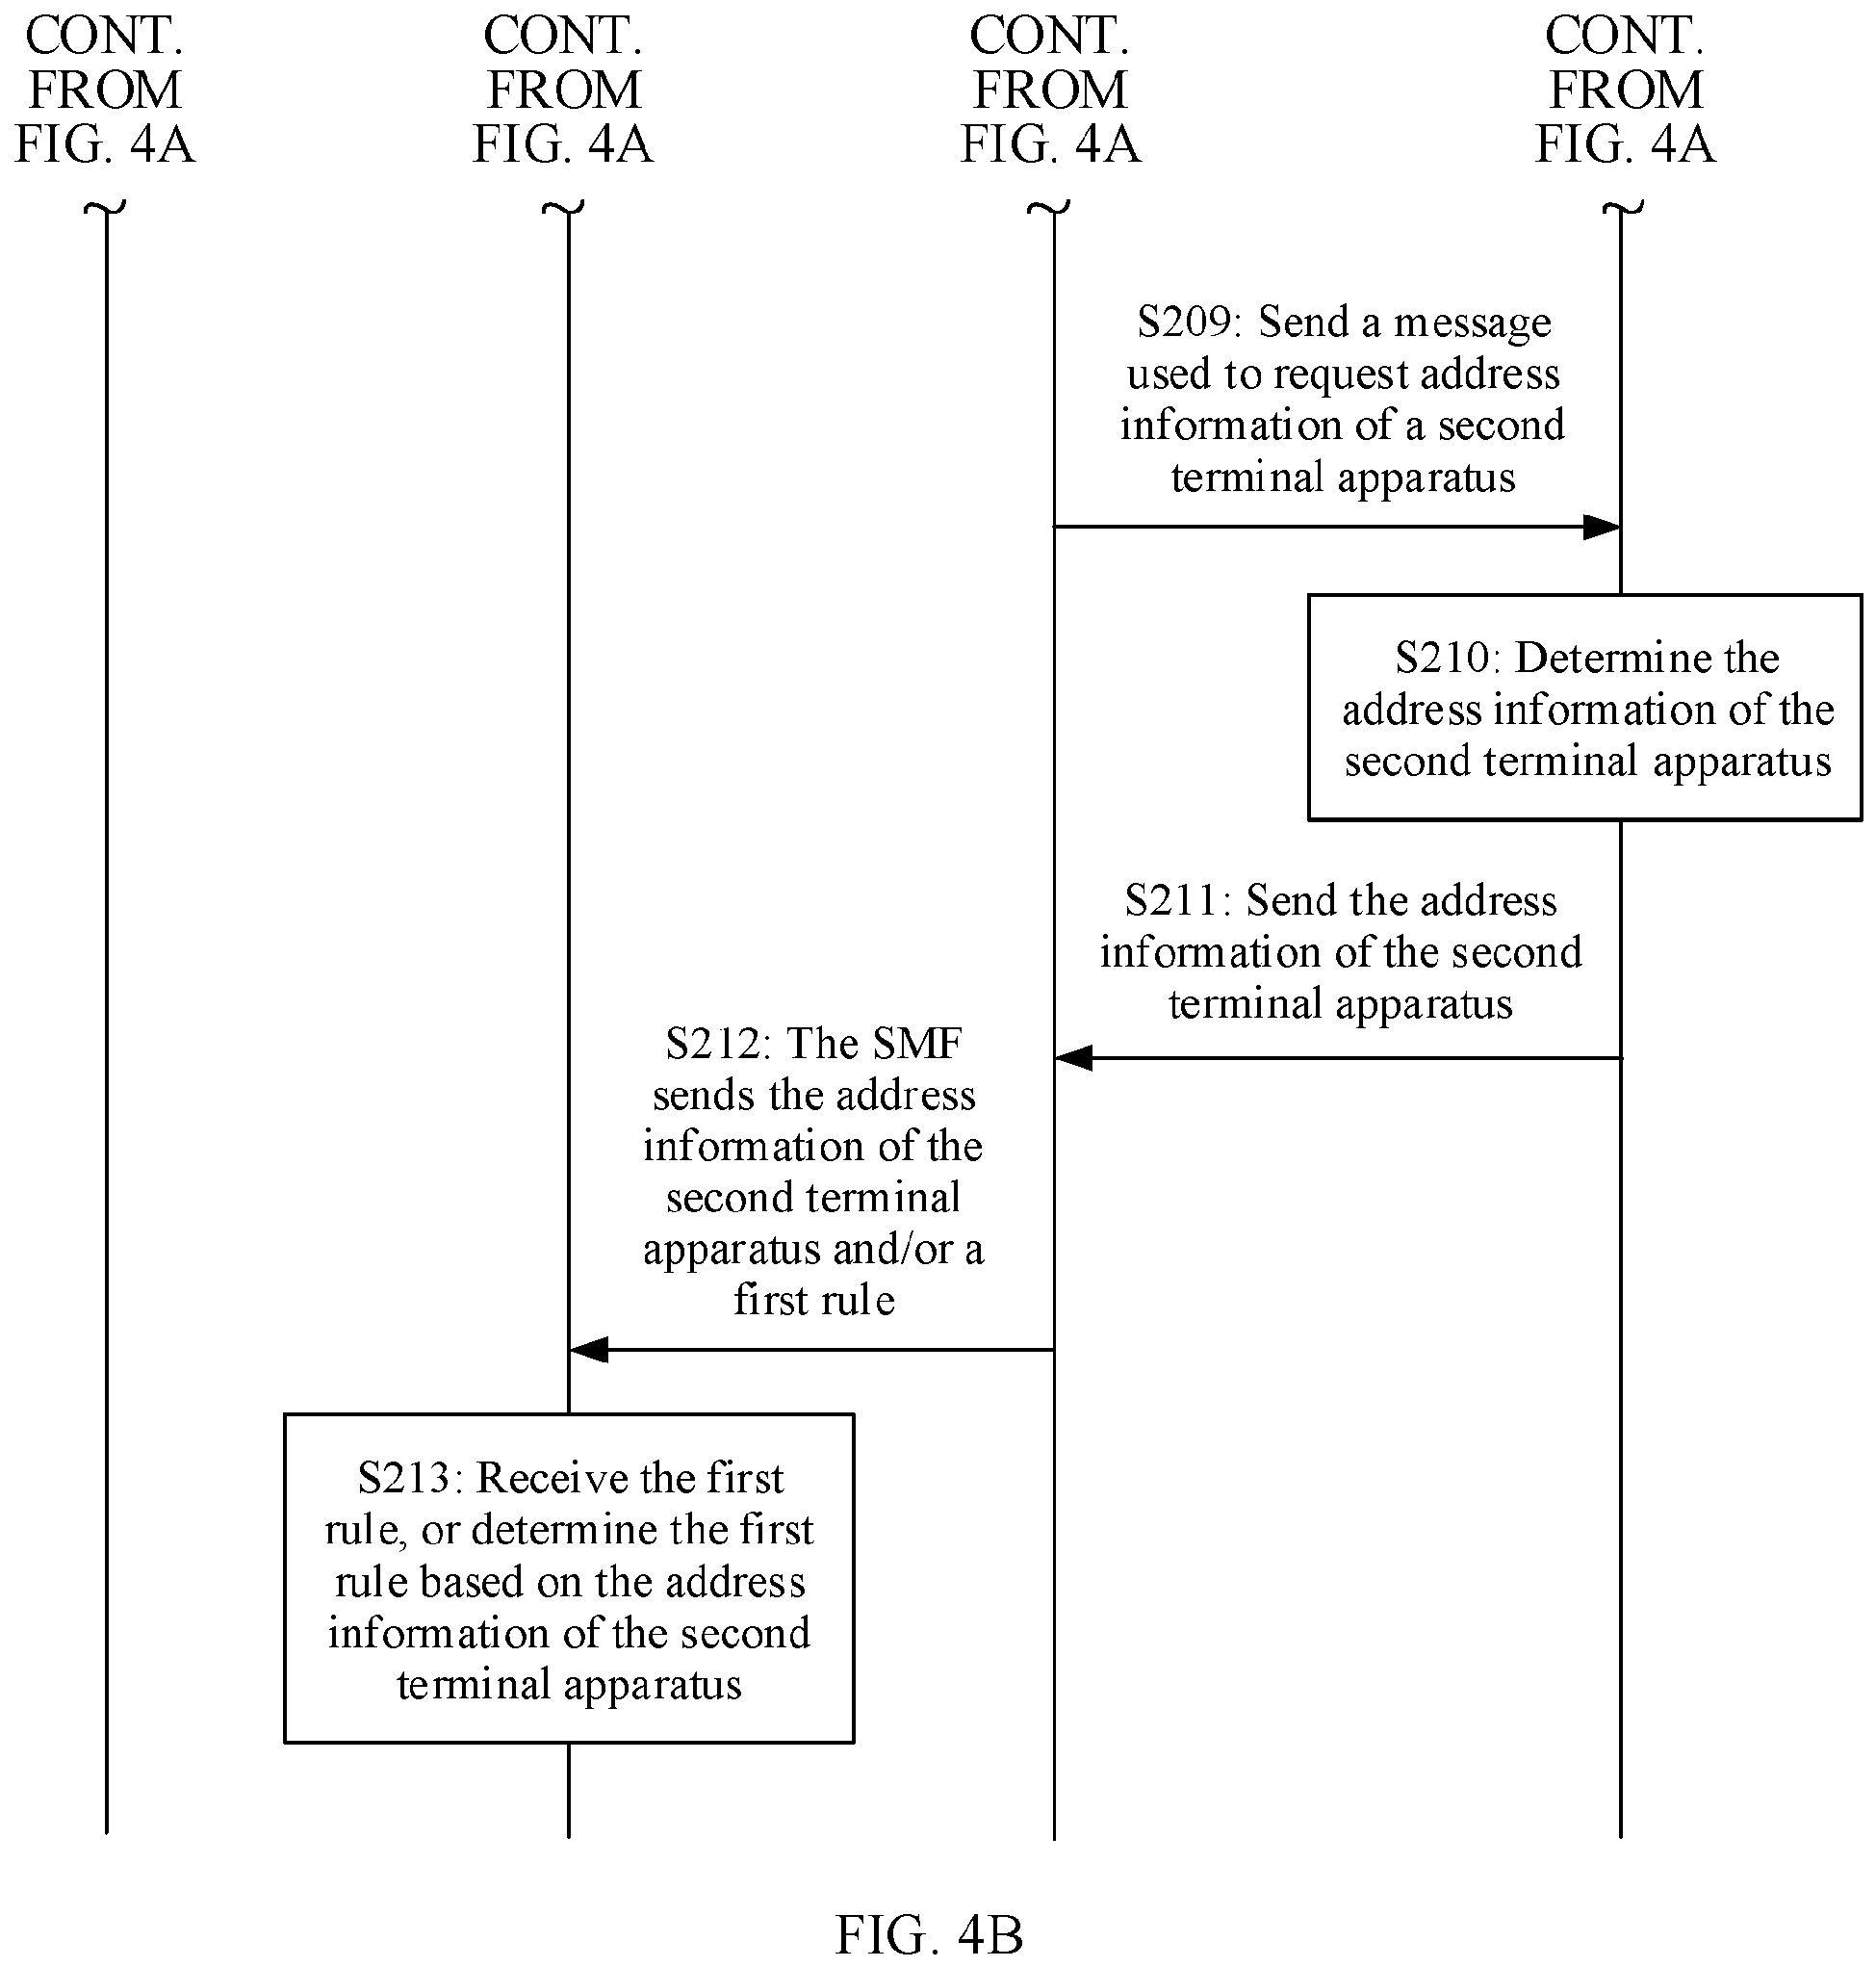 CONT.
FROM
FIG. 4A
CONT.
FROM
FIG. 4A
CONT.
FROM
FIG. 4A
CONT.
FROM
FIG. 4A
S209: Send a message
used to request address
information of a second
terminal apparatus
S210: Determine the
address information of the
second terminal apparatus
S211: Send the address
information of the second
terminal apparatus
S212: The SMF
sends the address
information of the
second terminal
apparatus and/or a
first rule
S213: Receive the first
rule, or determine the first
rule based on the address
information of the second
terminal apparatus
FIG. 4B